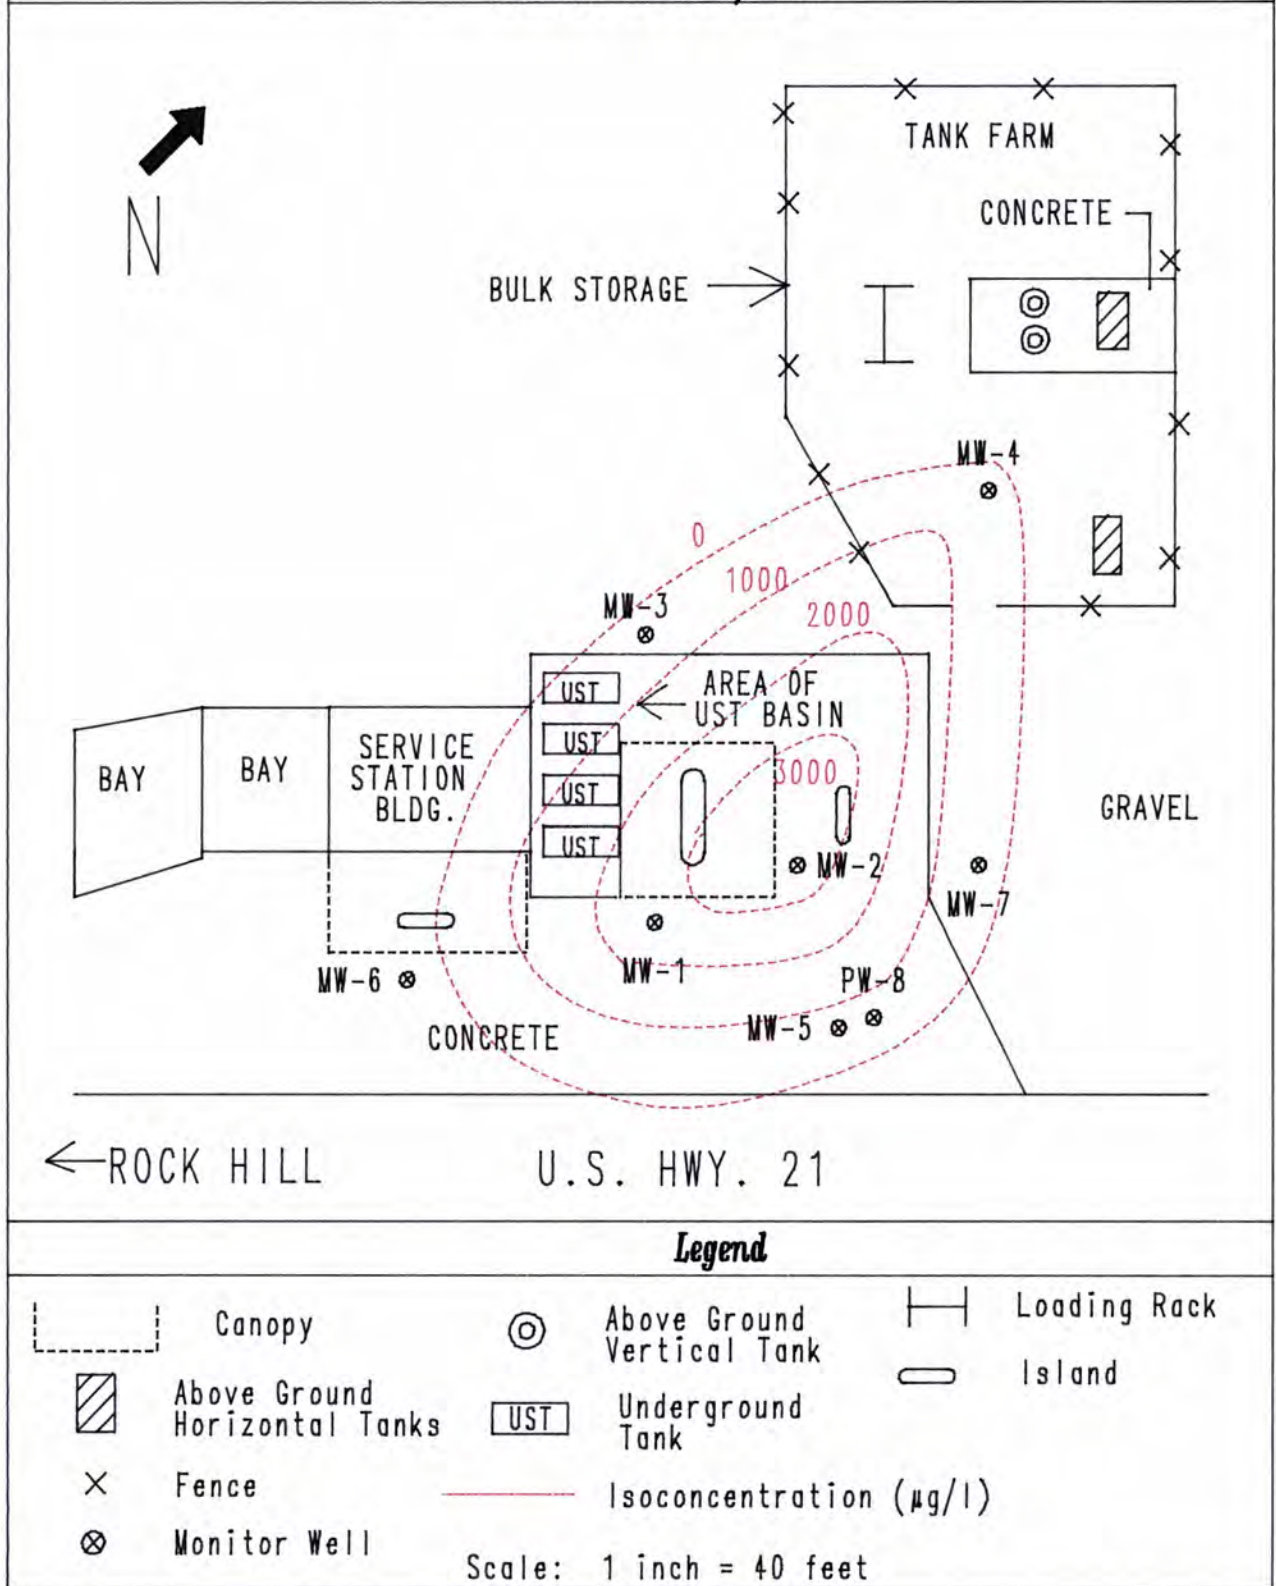 N
TANK FARM
CONCRETE
BULK STORAGE
MW-4
0
1000
MW-3
2000
UST
AREA OF
UST BASIN
UST
SERVICE
STATION
BLDG.
BAY
BAY
3000
UST
GRAVEL
UST
MW-2
MW-7
MW-1
PW-8
MW-6
MW-5
CONCRETE
ROCK HILL
U.S. HWY. 21
Legend
Canopy
Above Ground
Vertical Tank
Loading Rack
Above Ground
Horizontal Tanks
UST
Underground
Tank
Island
Fence
Isoconcentration (µg/l)
Monitor Well
Scale: 1 inch = 40 feet